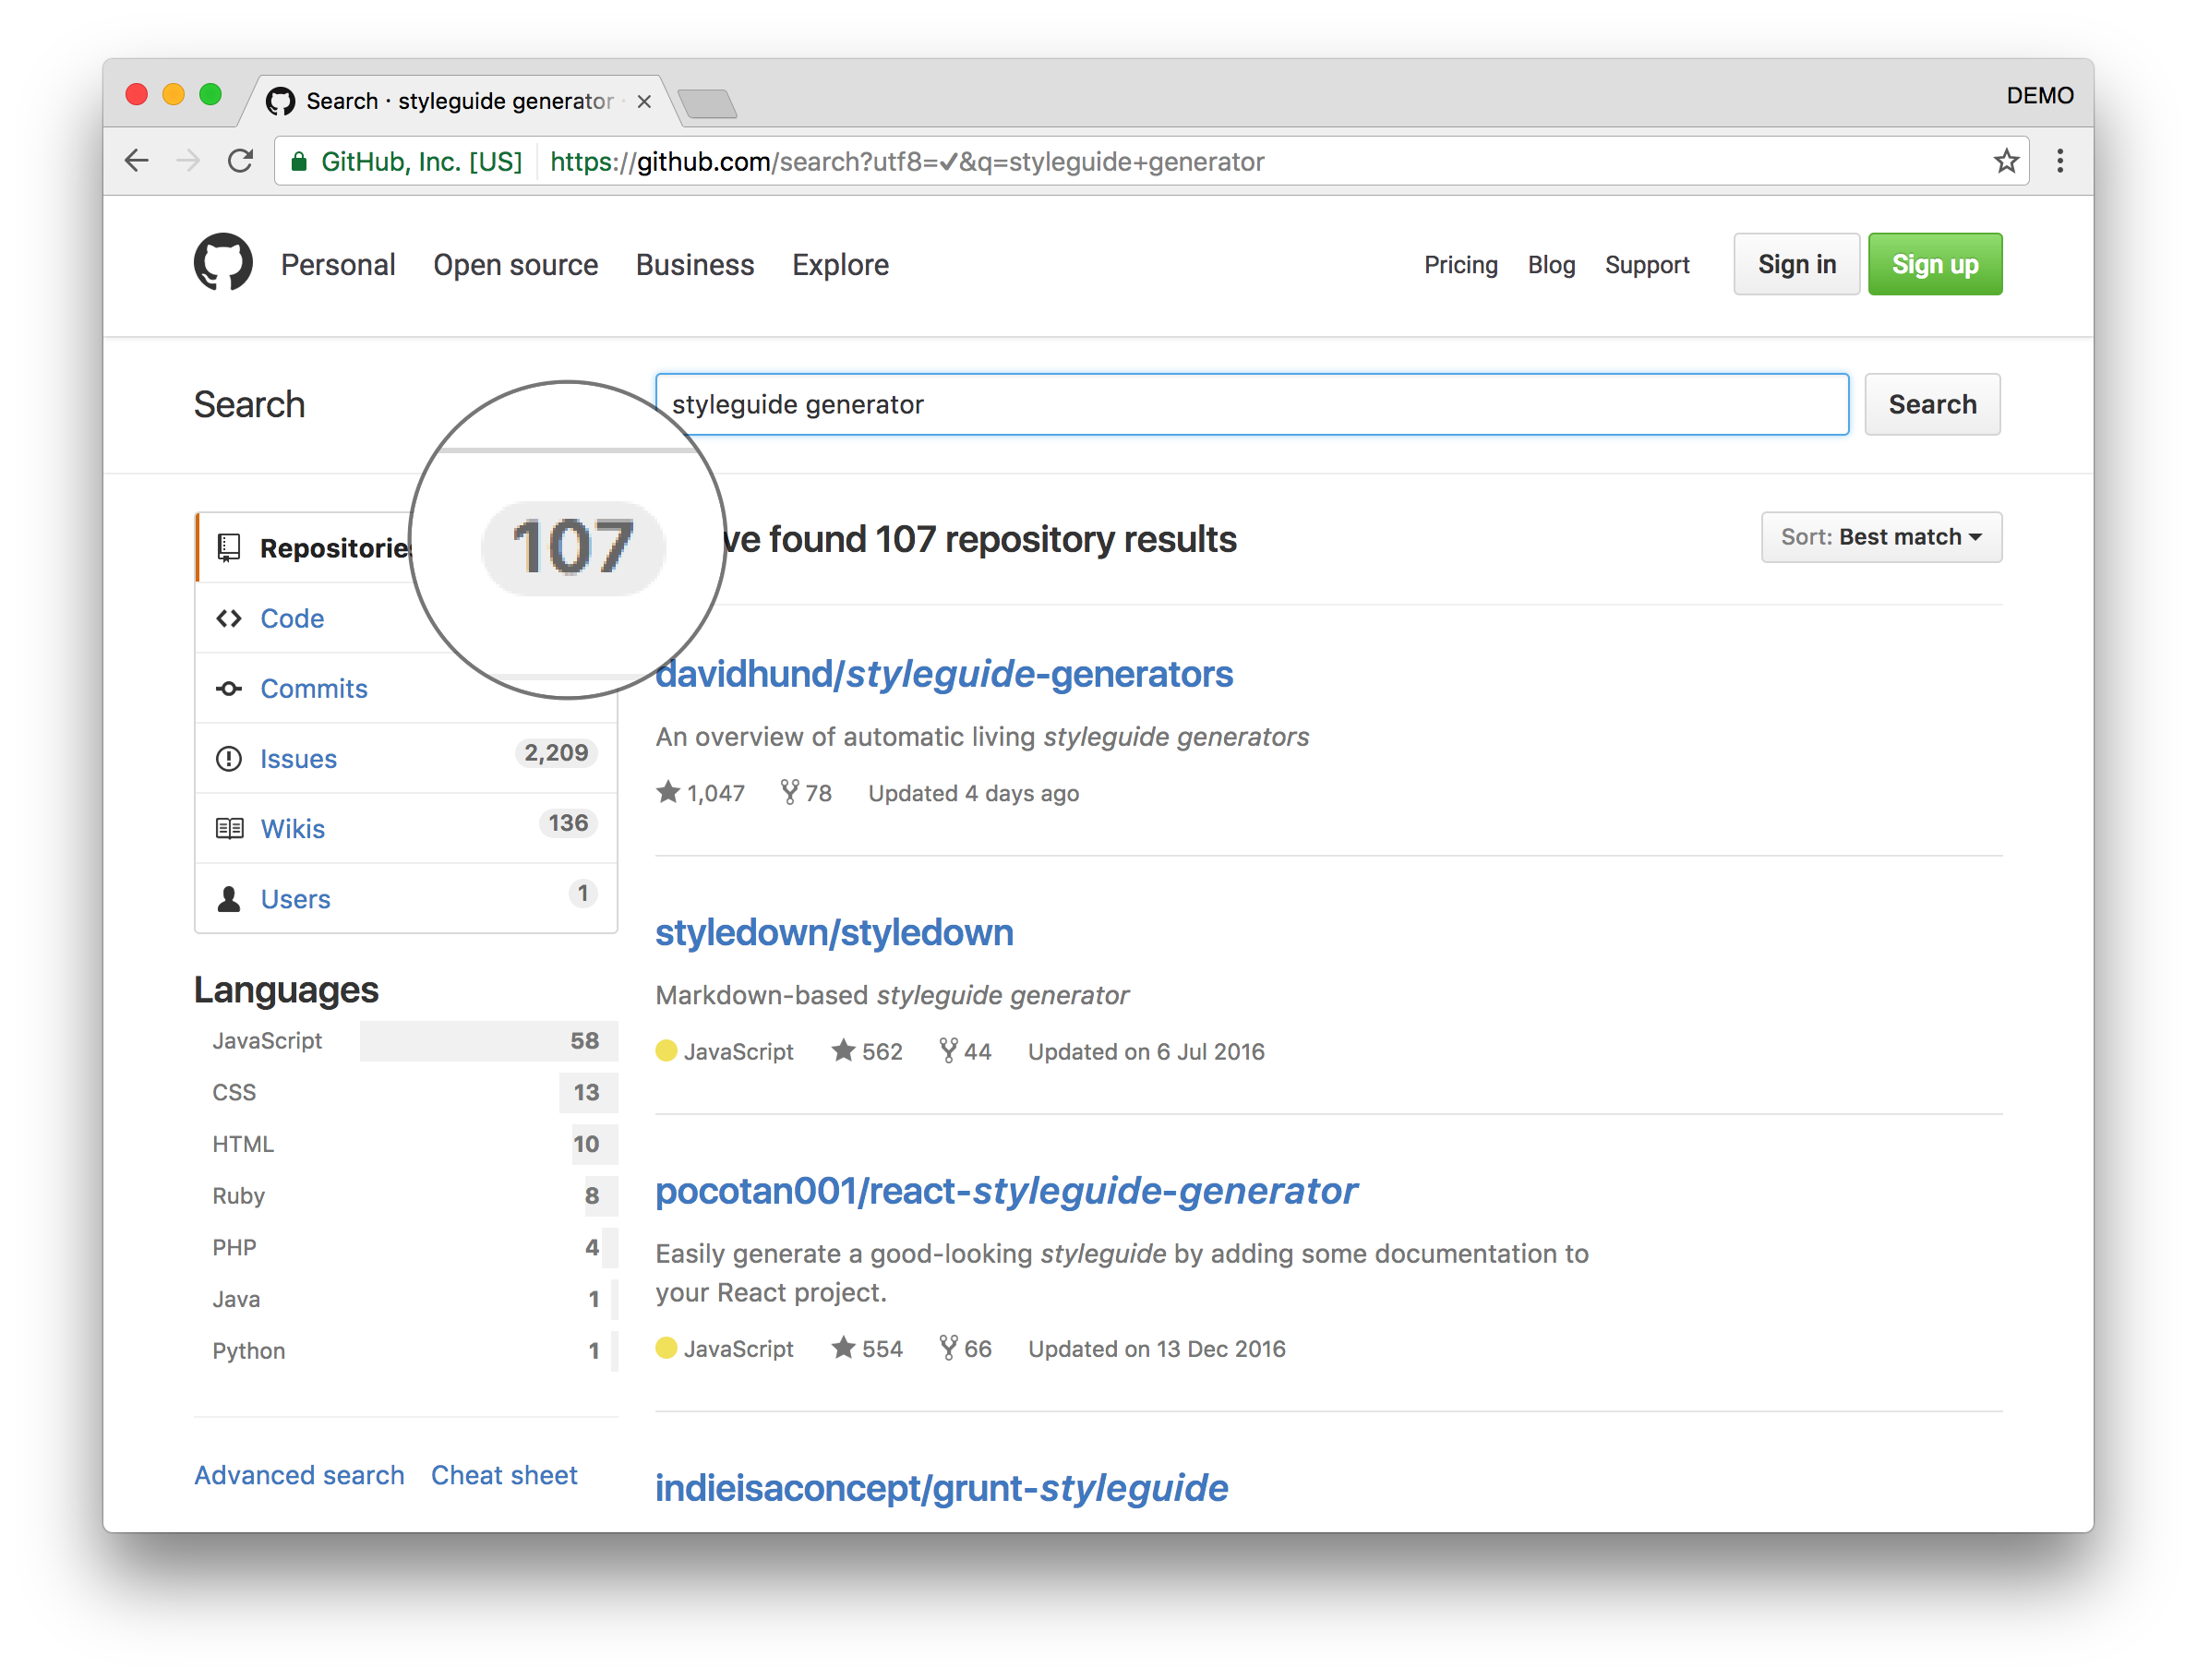 Search · styleguide generator
DEMO
GitHub, Inc. [US] https://github.com/search?utf8=✓&q=styleguide+generator
Personal Open source Business Explore Pricing Blog Support Sign in Sign up
Search
styleguide generator
Search
Repositories
107
Code
Commits
Issues 2,209
Wikis 136
Users 1
Languages
JavaScript 58
CSS 13
HTML 10
Ruby 8
PHP 4
Java 1
Python 1
Advanced search Cheat sheet
've found 107 repository results
Sort: Best match
davidhund/styleguide-generators
An overview of automatic living styleguide generators
1,047 78 Updated 4 days ago
styledown/styledown
Markdown-based styleguide generator
JavaScript 562 44 Updated on 6 Jul 2016
pocotan001/react-styleguide-generator
Easily generate a good-looking styleguide by adding some documentation to
your React project.
JavaScript 554 66 Updated on 13 Dec 2016
indieisaconcept/grunt-styleguide